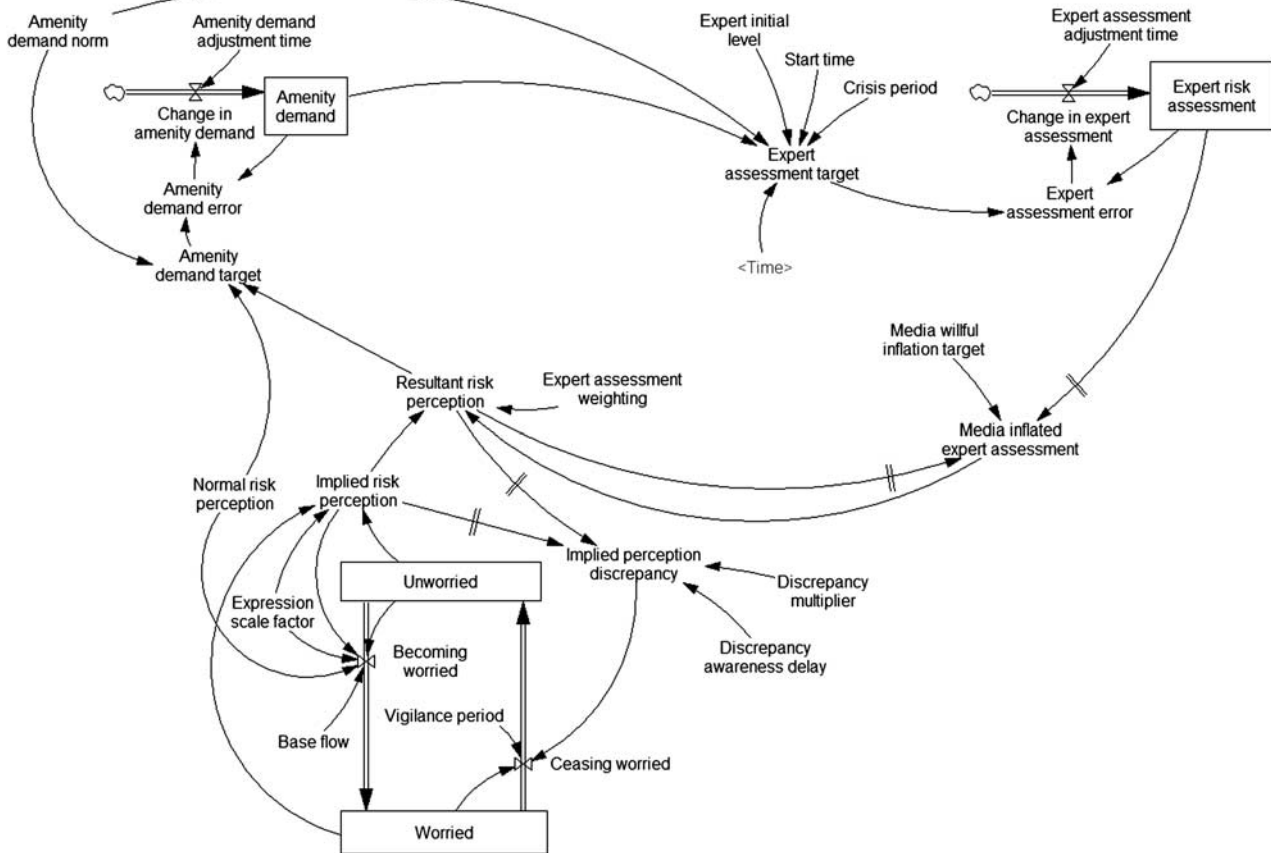 Amenity
demand norm
Amenity demand
adjustment time
Expert initial
level
Start time
Crisis period
Expert assessment
adjustment time
Amenity
demand
Change in
amenity demand
Expert risk
assessment
Change in expert
assessment
Expert
assessment target
Amenity
demand error
Expert
assessment error
Amenity
demand target
<Time>
Media willful
inflation target
Resultant risk
perception
Expert assessment
weighting
Media inflated
expert assessment
Normal risk
perception
Implied risk
perception
Implied perception
discrepancy
Unworried
Discrepancy
multiplier
Expression
scale factor
Discrepancy
awareness delay
Becoming
worried
Vigilance period
Base flow
Ceasing worried
Worried